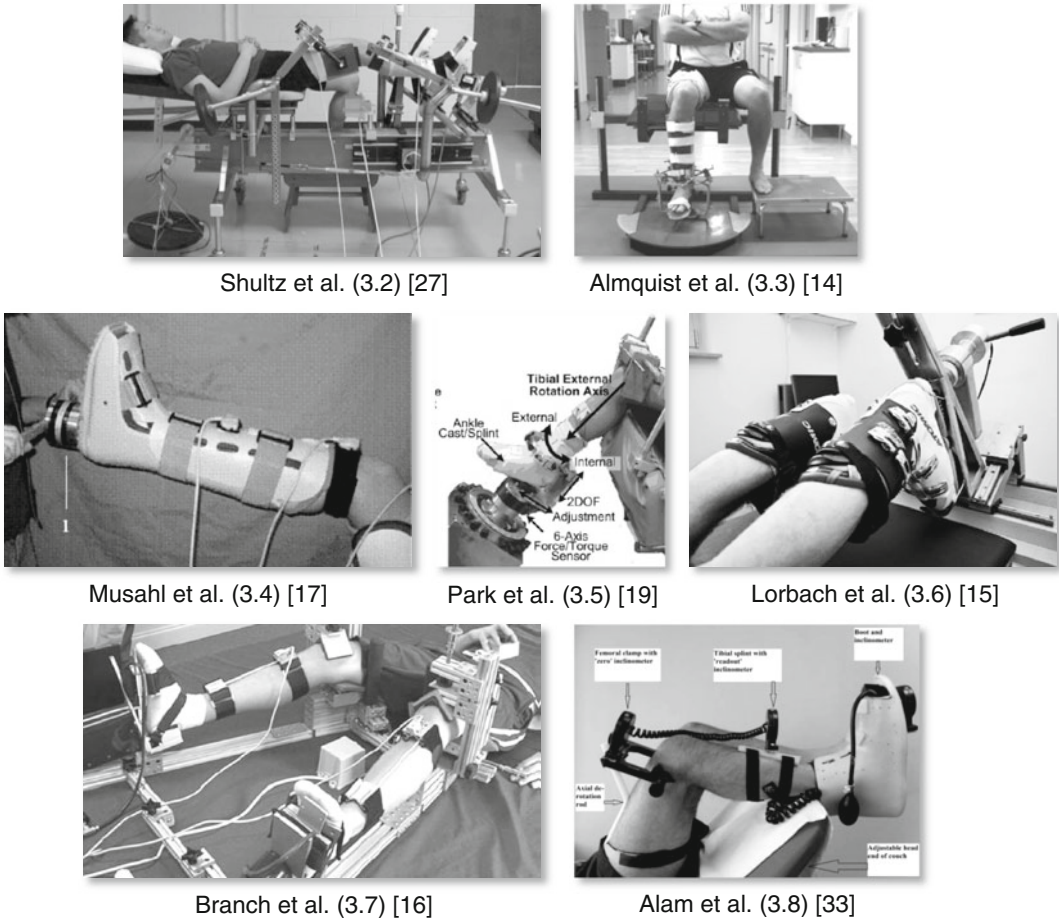 Shultz et al. (3.2) [27]
Almquist et al. (3.3) [14]
1
Tibial External
Rotation Axis
External
Ankle
Cast/Splint
Internal
2DOF
Adjustment
6-Axis
Force/Torque
Sensor
Musahl et al. (3.4) [17]
Park et al. (3.5) [19]
Lorbach et al. (3.6) [15]
Femoral clamp with
'zero' inclinometer
Tibial splint with
'readout'
inclinometer
Boot and
inclinometer
Axial de-
rotation
rod
Adjustable head
end of couch
Branch et al. (3.7) [16]
Alam et al. (3.8) [33]